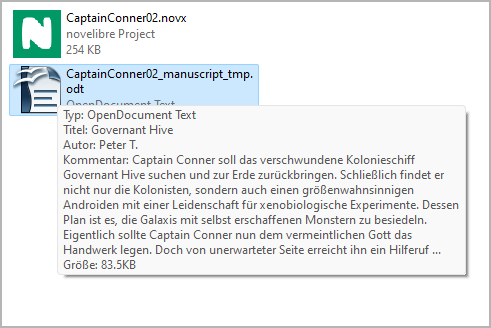 CaptainConner02.novx
novelibre Project
254 KB
CaptainConner02_manuscript_tmp.
odt
OpenDocument Text
Typ: OpenDocument Text
Titel: Governant Hive
Autor: Peter T.
Kommentar: Captain Conner soll das verschwundene Kolonieschiff
Governant Hive suchen und zur Erde zurückbringen. Schließlich findet er
nicht nur die Kolonisten, sondern auch einen größenwahnsinnigen
Androiden mit einer Leidenschaft für xenobiologische Experimente. Dessen
Plan ist es, die Galaxis mit selbst erschaffenen Monstern zu besiedeln.
Eigentlich sollte Captain Conner nun dem vermeintlichen Gott das
Handwerk legen. Doch von unerwarteter Seite erreicht ihn ein Hilferuf ...
Größe: 83.5KB